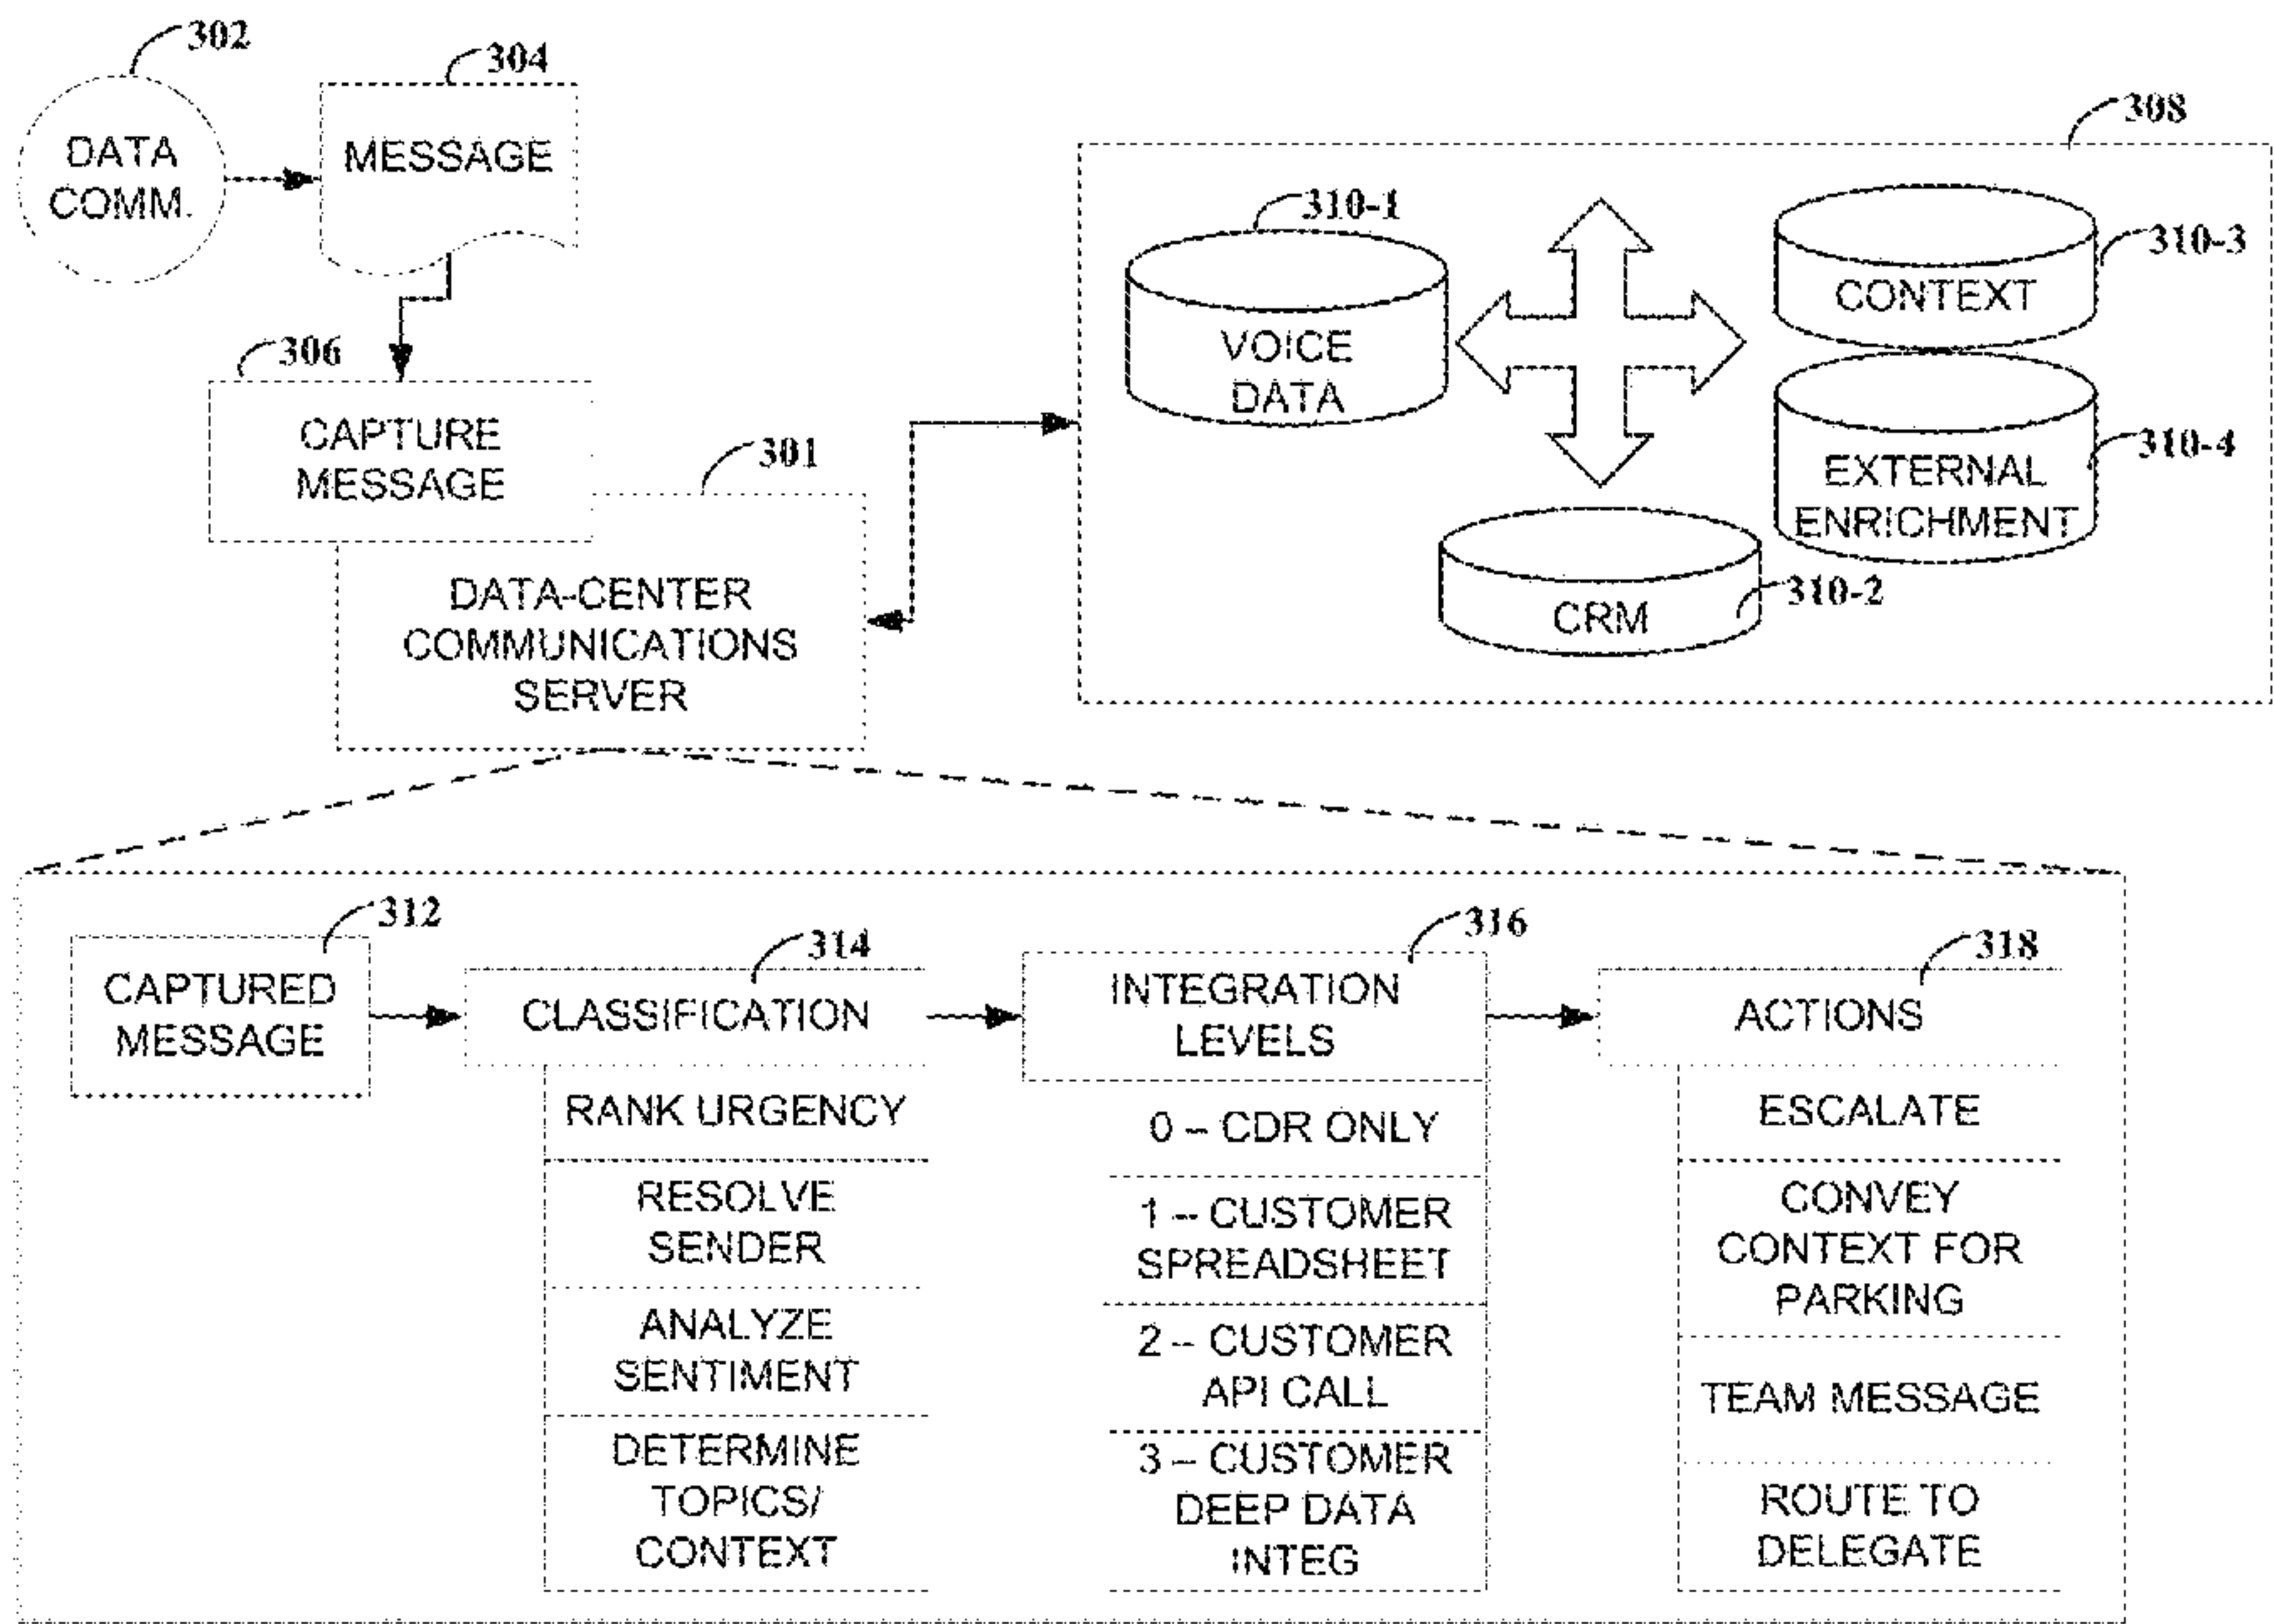 302
304
DATA
COMM.
MESSAGE
306
CAPTURE
MESSAGE
301
DATA-CENTER
COMMUNICATIONS
SERVER
308
310-1
VOICE
DATA
310-3
CONTEXT
310-4
EXTERNAL
ENRICHMENT
310-2
CRM
312
CAPTURED
MESSAGE
314
CLASSIFICATION
RANK URGENCY
RESOLVE
SENDER
ANALYZE
SENTIMENT
DETERMINE
TOPICS/
CONTEXT
316
INTEGRATION
LEVELS
0 – CDR ONLY
1 – CUSTOMER
SPREADSHEET
2 – CUSTOMER
API CALL
3 – CUSTOMER
DEEP DATA
INTEG
318
ACTIONS
ESCALATE
CONVEY
CONTEXT FOR
PARKING
TEAM MESSAGE
ROUTE TO
DELEGATE